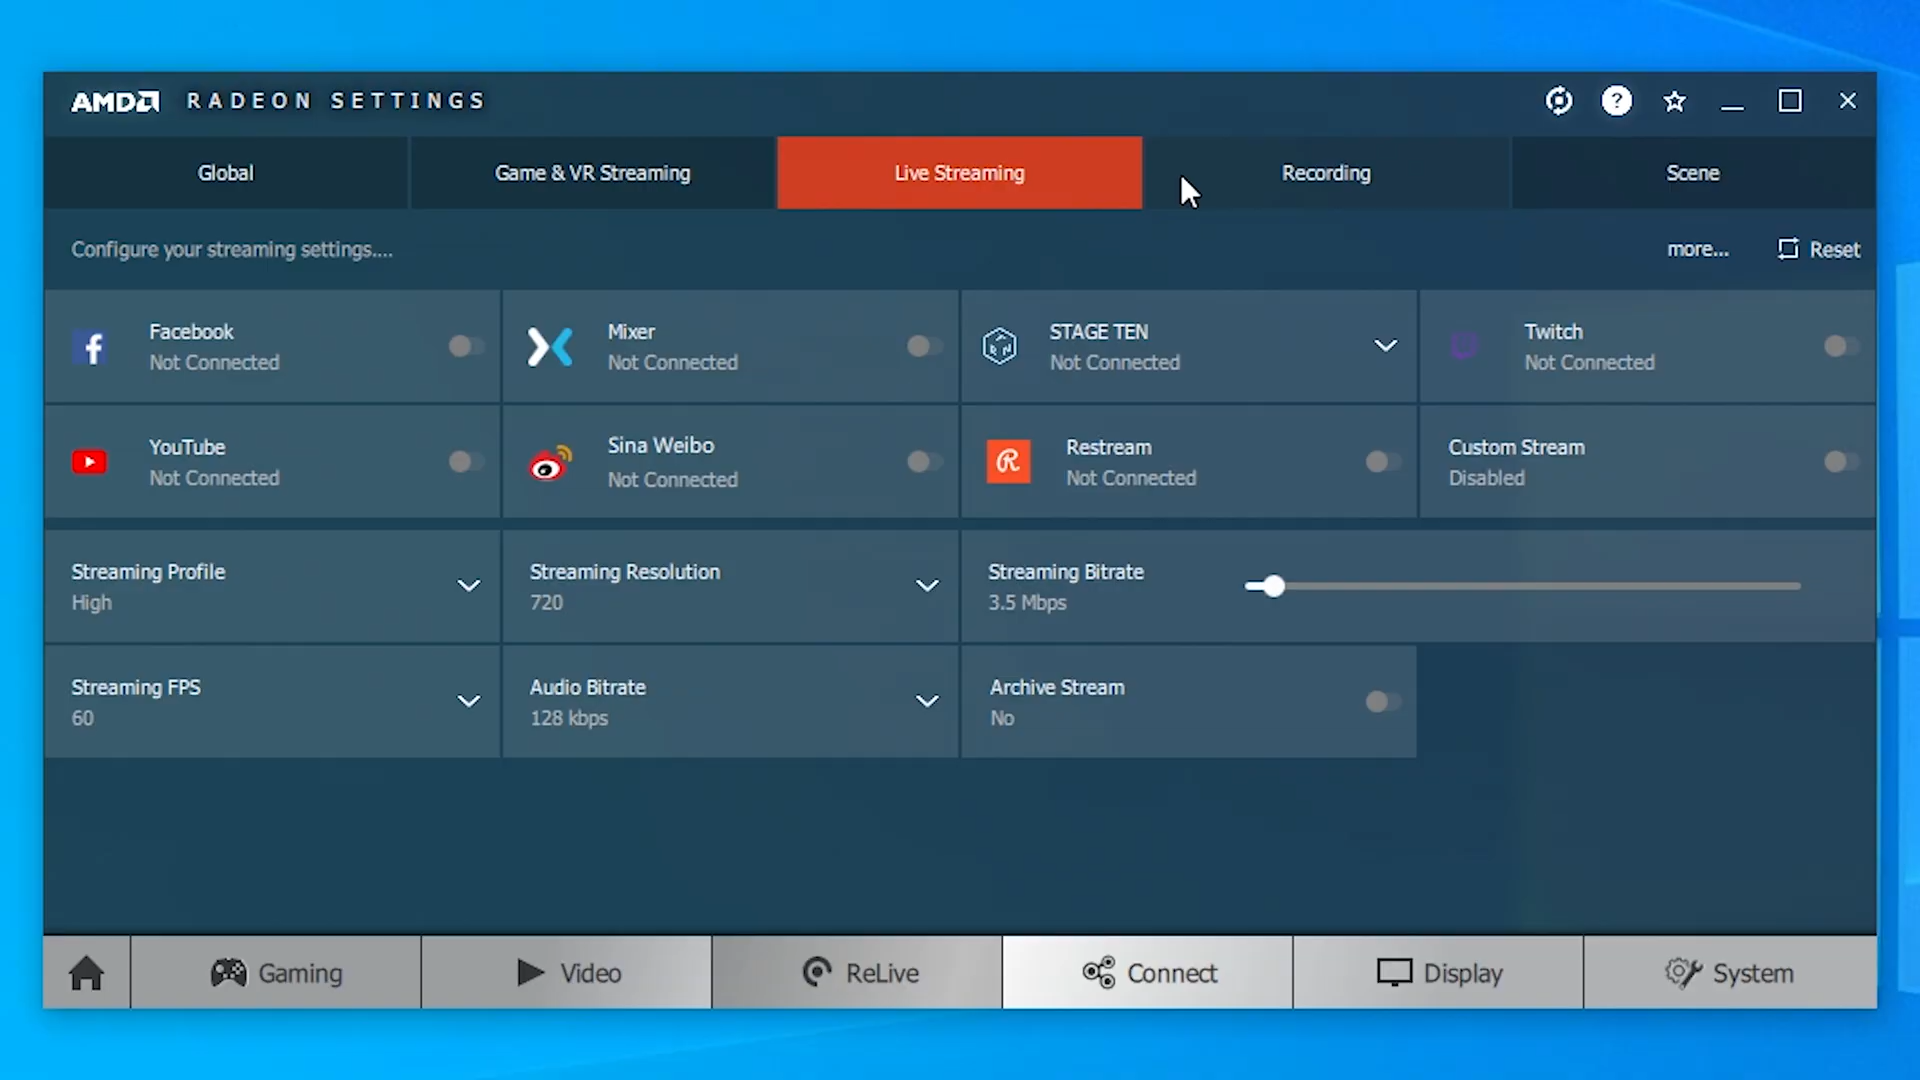 AMD RADEON SETTINGS
Global
Game & VR Streaming
Live Streaming
Recording
Scene
Configure your streaming settings....
more...
Reset
Facebook
Not Connected
Mixer
Not Connected
STAGE TEN
Not Connected
Twitch
Not Connected
YouTube
Not Connected
Sina Weibo
Not Connected
Restream
Not Connected
Custom Stream
Disabled
Streaming Profile
High
Streaming Resolution
720
Streaming Bitrate
3.5 Mbps
Streaming FPS
60
Audio Bitrate
128 kbps
Archive Stream
No
Gaming
Video
ReLive
Connect
Display
System